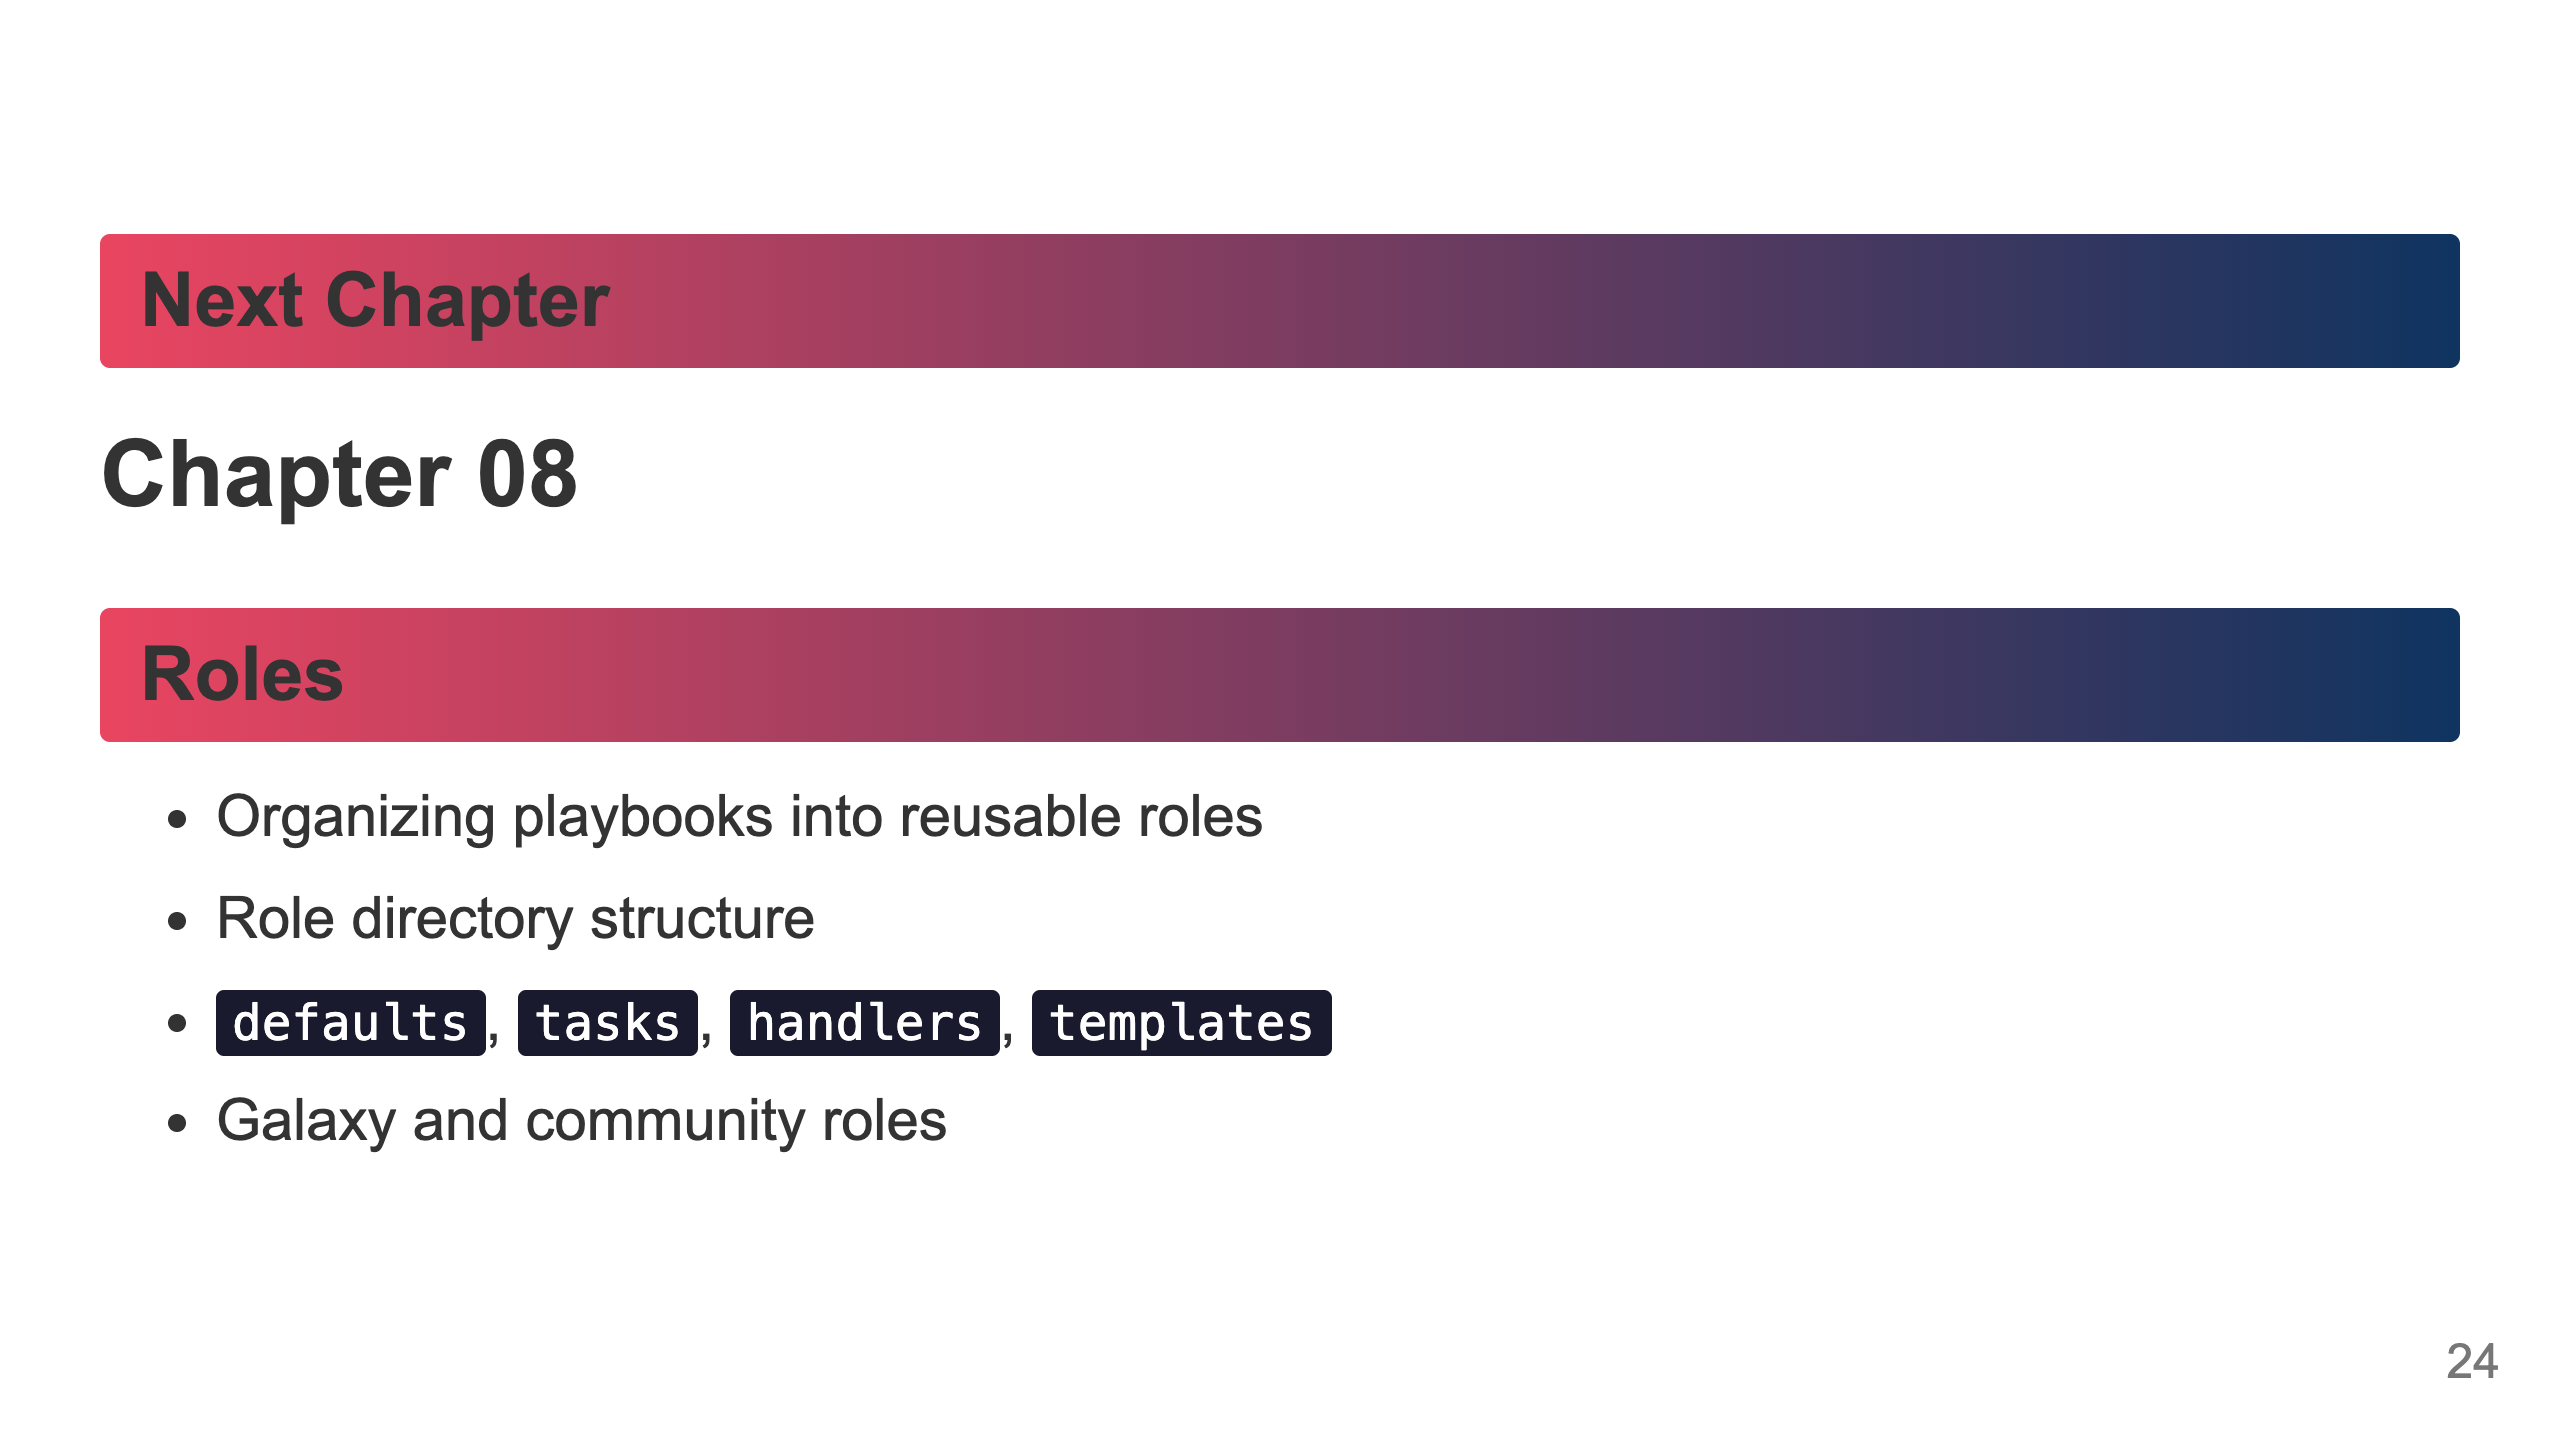 Next Chapter
Chapter 08
Roles
• Organizing playbooks into reusable roles
• Role directory structure
• defaults, tasks, handlers, templates
• Galaxy and community roles
24